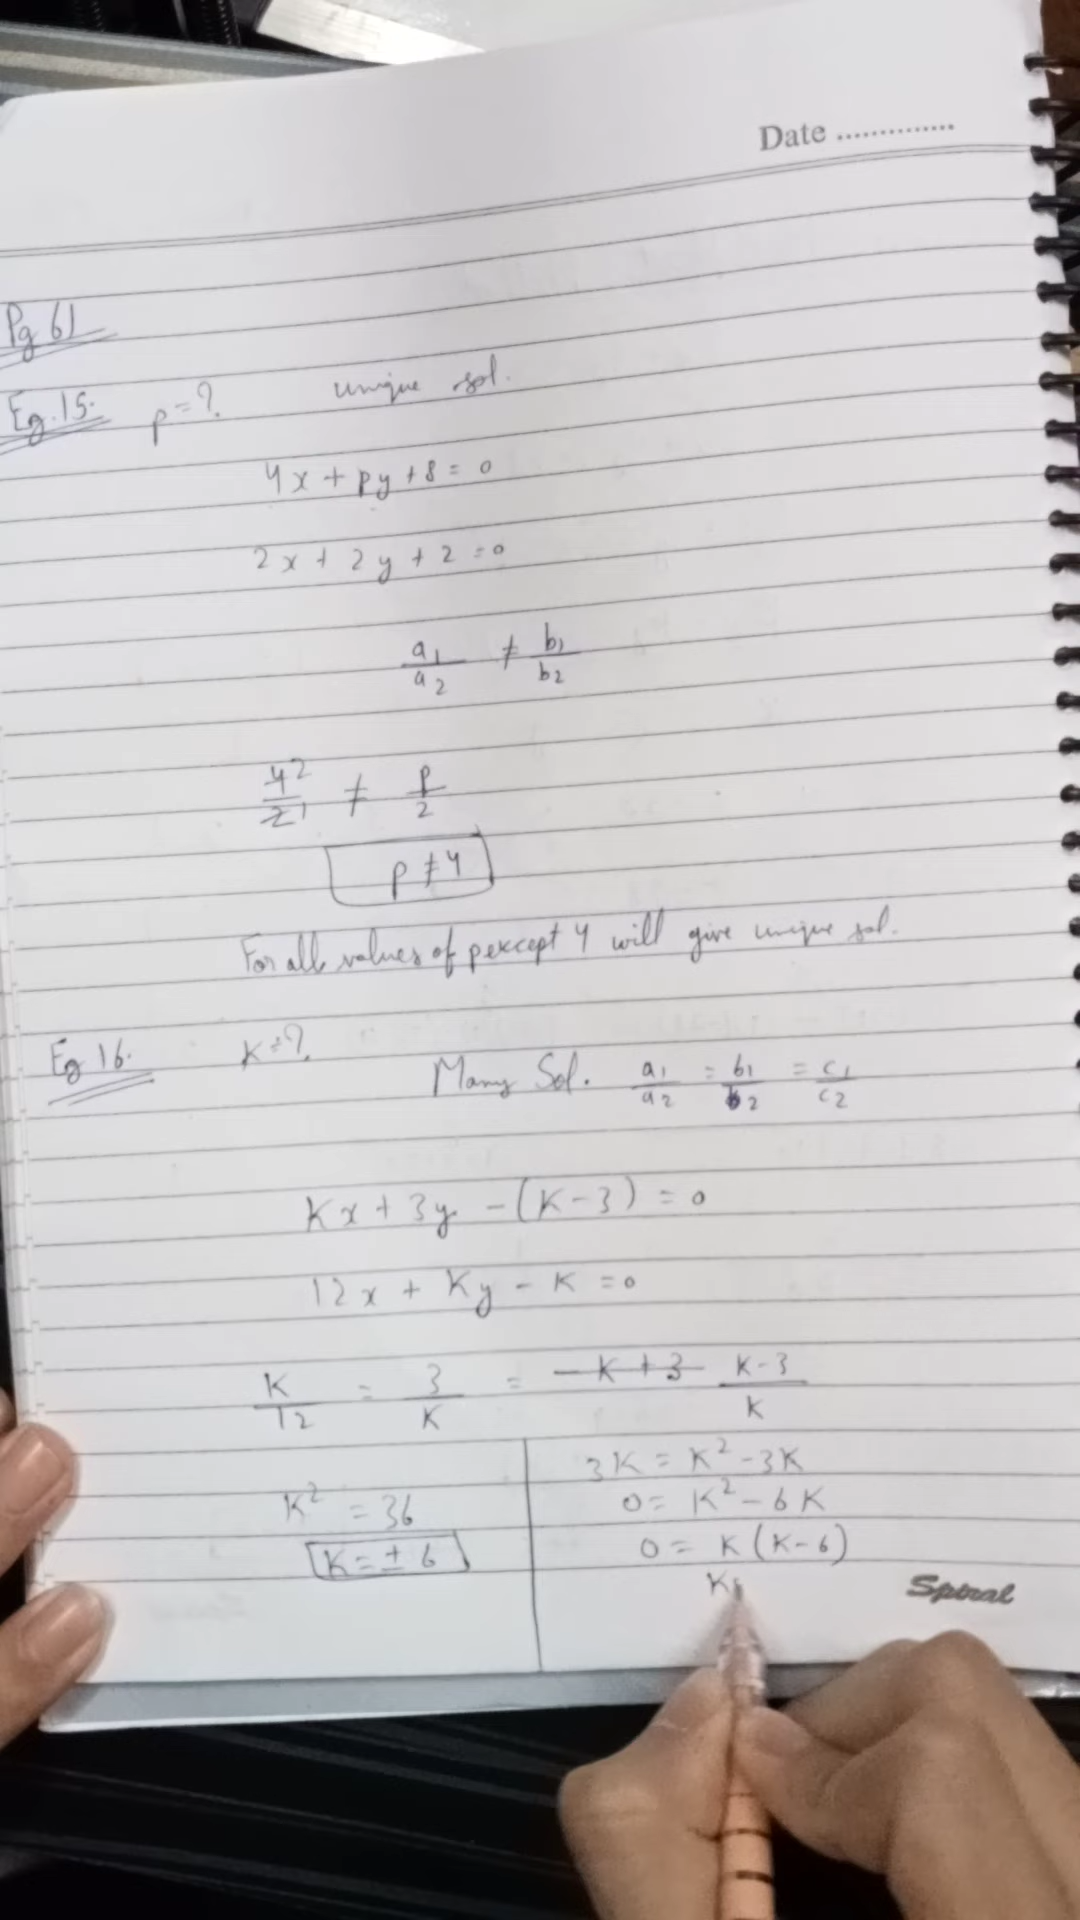 Date ..............
Pg 61
Eg.15. p=? unique sol.
4x + py + 8 = 0
2x + 2y + 2 = 0
a1/a2 ≠ b1/b2
4²/2¹ ≠ p/2
p ≠ 4
For all values of p except 4 will give unique sol.
Eg 16. K=? Many Sol. a1/a2 = b1/b2 = c1/c2
Kx + 3y - (K-3) = 0
12x + Ky - K = 0
K/12 = 3/K = -K+3 K-3/K
3K = K² - 3K
K² = 36
0 = K² - 6K
K = ± 6
0 = K(K-6)
K
Spiral